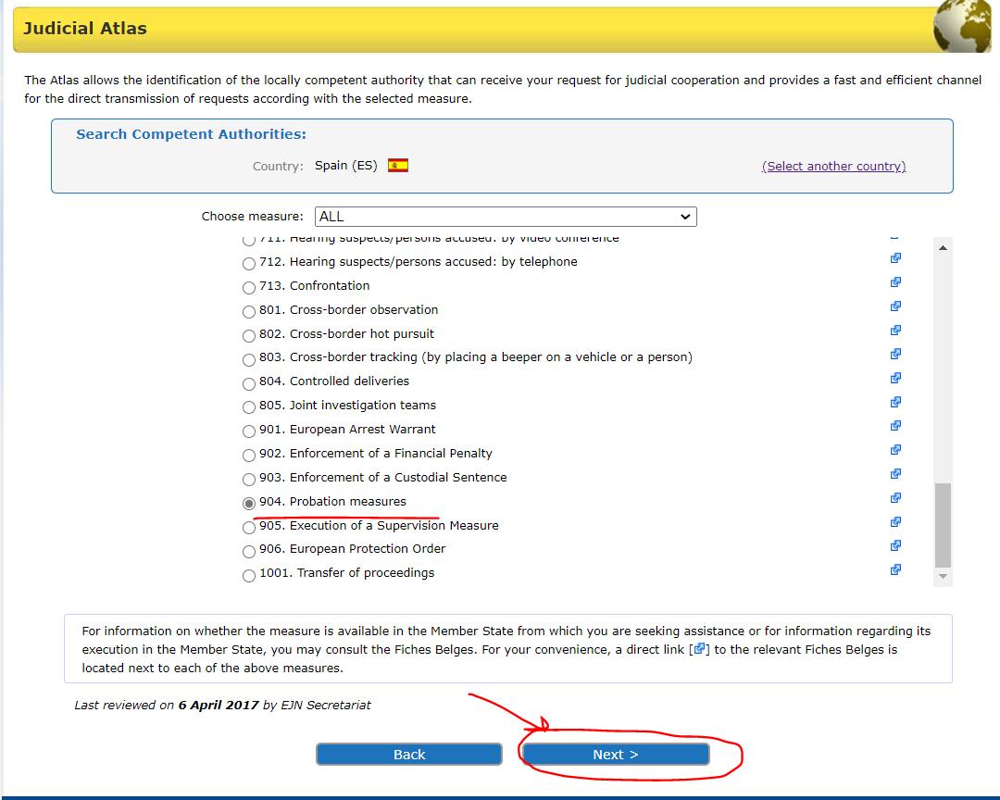 Judicial Atlas
The Atlas allows the identification of the locally competent authority that can receive your request for judicial cooperation and provides a fast and efficient channel
for the direct transmission of requests according with the selected measure.
Search Competent Authorities:
Country: Spain (ES)
(Select another country)
Choose measure: ALL
711. Hearing suspects/persons accused: by video conference
712. Hearing suspects/persons accused: by telephone
713. Confrontation
801. Cross-border observation
802. Cross-border hot pursuit
803. Cross-border tracking (by placing a beeper on a vehicle or a person)
804. Controlled deliveries
805. Joint investigation teams
901. European Arrest Warrant
902. Enforcement of a Financial Penalty
903. Enforcement of a Custodial Sentence
904. Probation measures
905. Execution of a Supervision Measure
906. European Protection Order
1001. Transfer of proceedings
For information on whether the measure is available in the Member State from which you are seeking assistance or for information regarding its
execution in the Member State, you may consult the Fiches Belges. For your convenience, a direct link [] to the relevant Fiches Belges is
located next to each of the above measures.
Last reviewed on 6 April 2017 by EJN Secretariat
Back
Next >